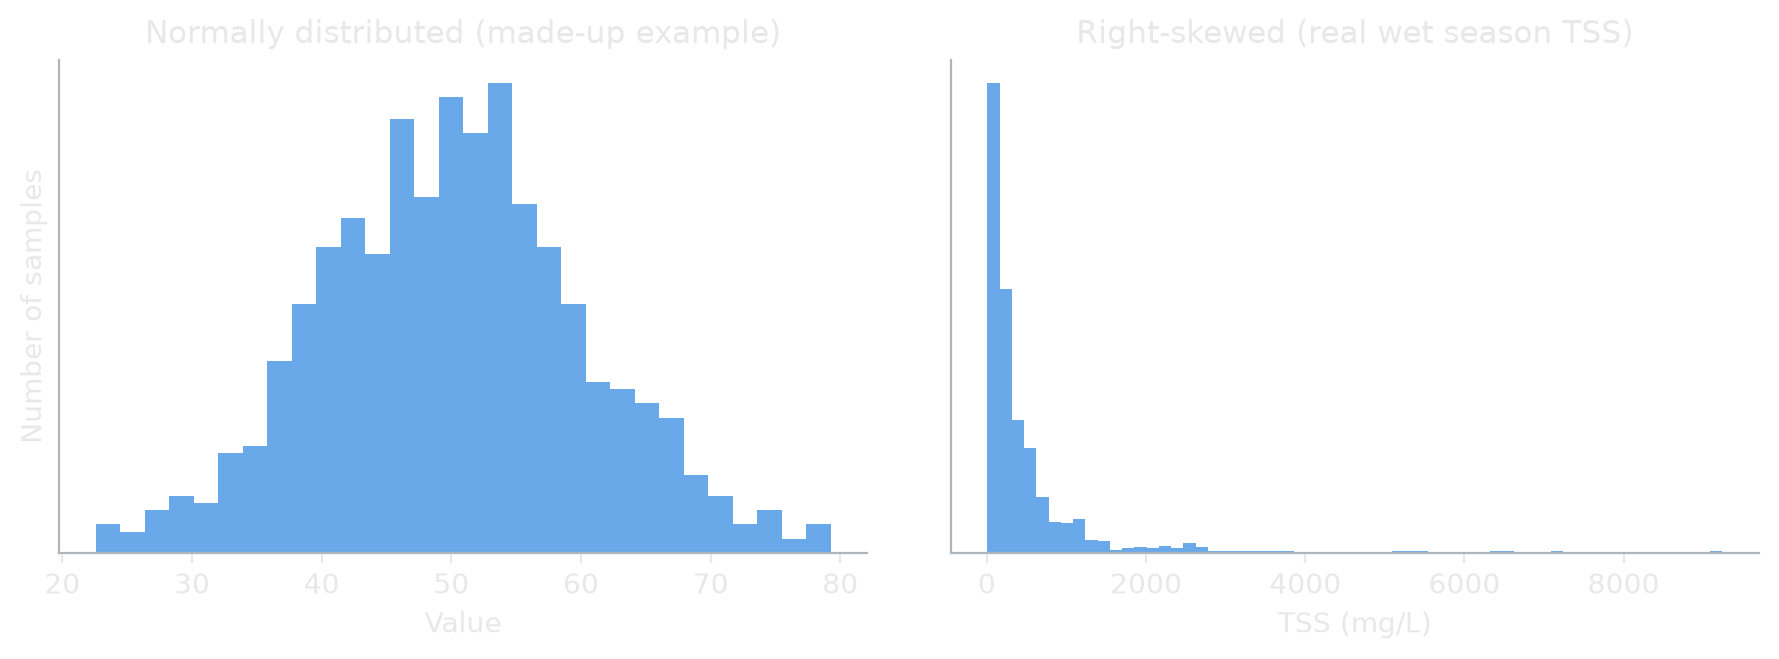 Normally distributed (made-up example)
Number of samples
20 30 40 50 60 70 80
Value
Right-skewed (real wet season TSS)
0 2000 4000 6000 8000
TSS (mg/L)